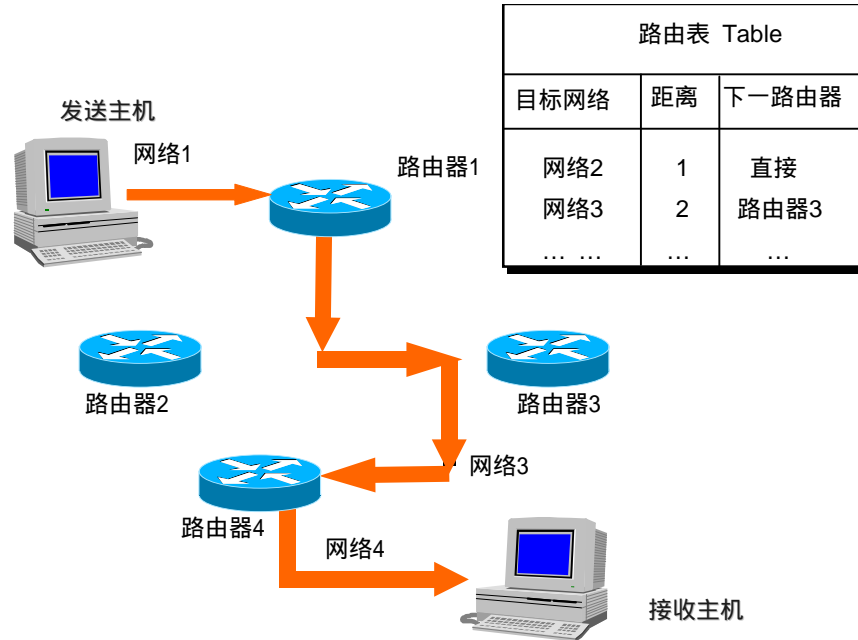 路由表 Table
目标网络 距离 下一路由器
网络2 1 直接
网络3 2 路由器3
… … … …
发送主机
网络1
路由器1
路由器2
路由器3
网络3
路由器4
网络4
接收主机